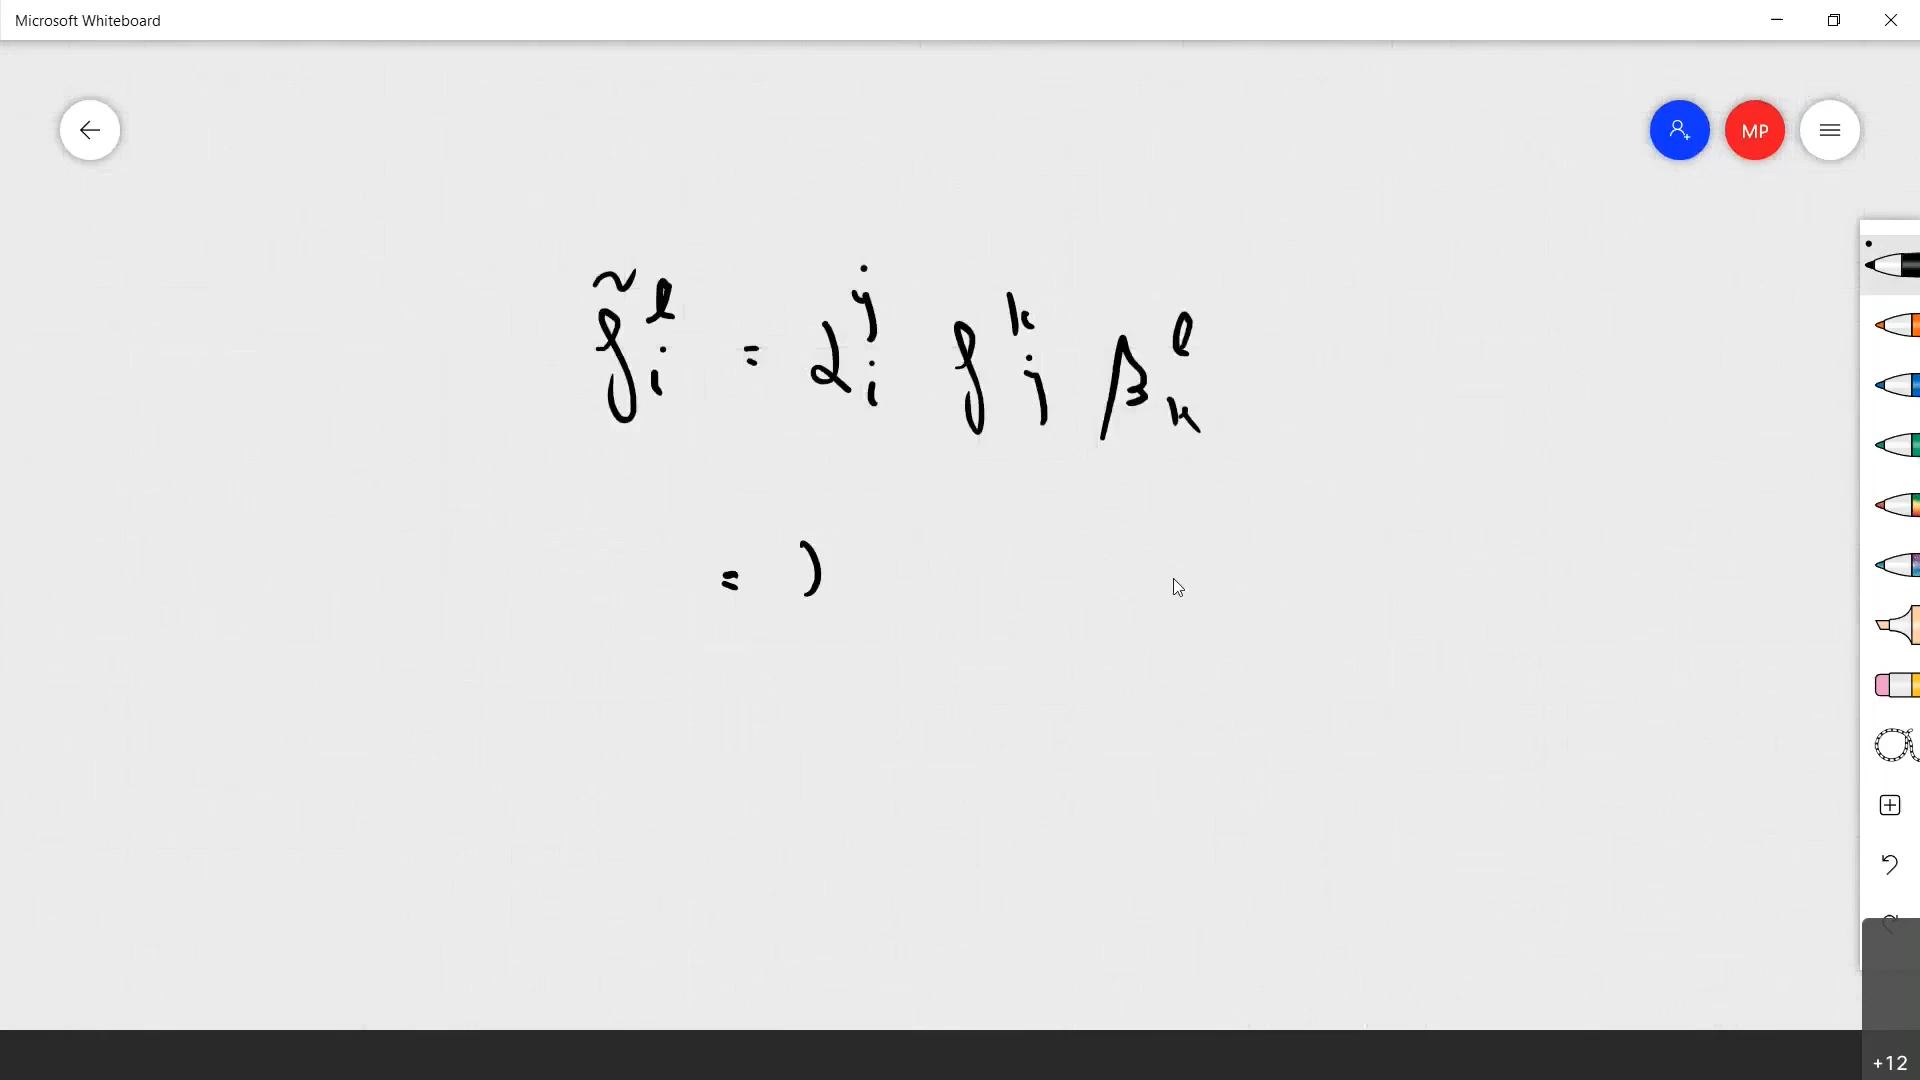 Microsoft Whiteboard
MP
f̃ᵢˡ = αᵢʲ fⱼᵏ βₖˡ
= )
+12